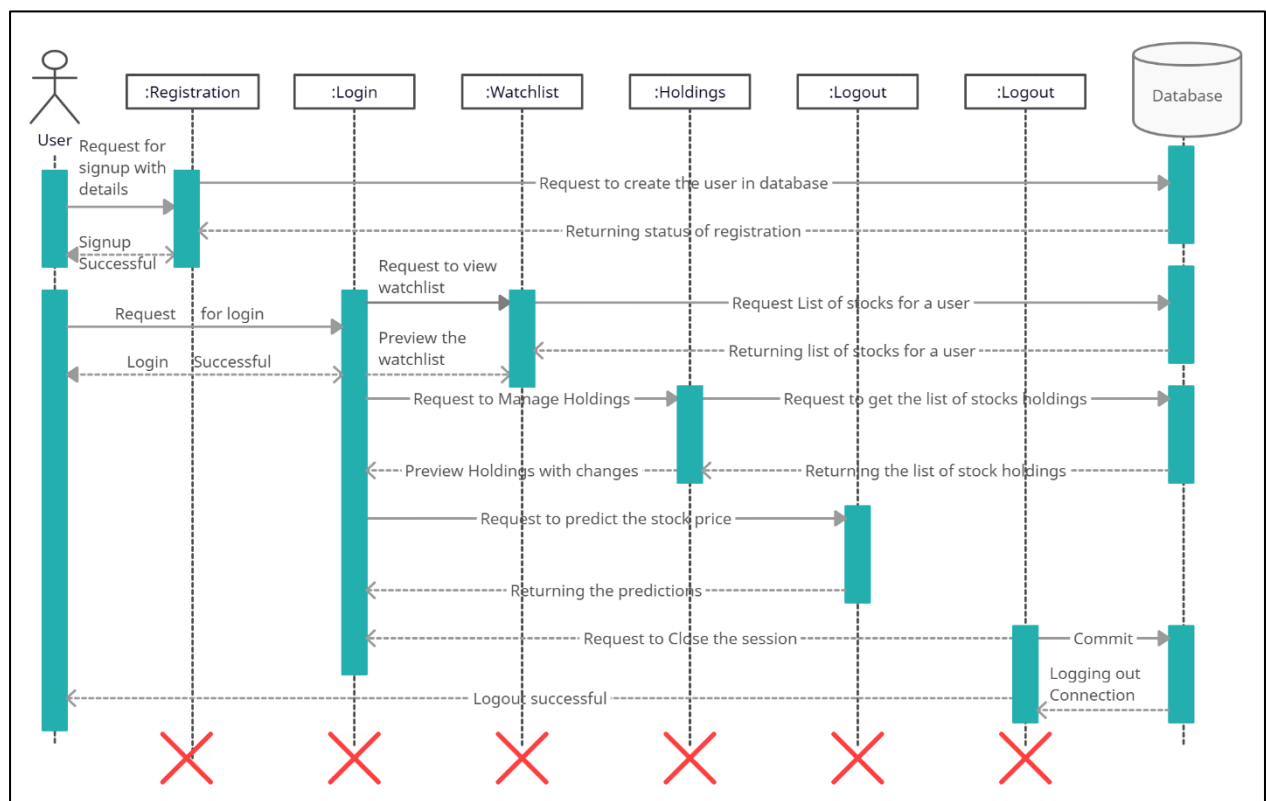 :Registration
:Login
:Watchlist
:Holdings
:Logout
:Logout
Database
User
Request for
signup with
details
Request to create the user in database
Returning status of registration
Signup
Successful
Request to view
watchlist
Request List of stocks for a user
Request for login
Preview the
watchlist
Returning list of stocks for a user
Login Successful
Request to Manage Holdings
Request to get the list of stocks holdings
Preview Holdings with changes
Returning the list of stock holdings
Request to predict the stock price
Returning the predictions
Request to Close the session
Commit
Logging out
Connection
Logout successful